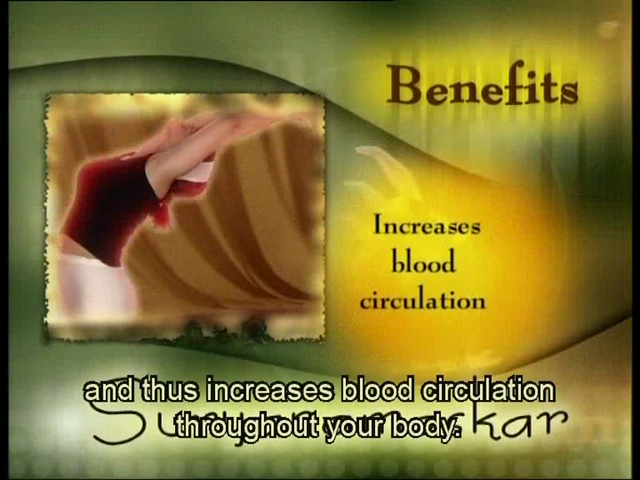 Benefits
Increases
blood
circulation
and thus increases blood circulation
throughout your body.